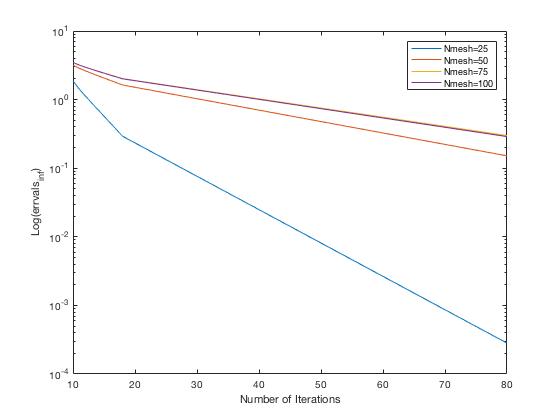 10^1
10^0
10^-1
10^-2
10^-3
10^-4
Log(errvals_int)
Nmesh=25
Nmesh=50
Nmesh=75
Nmesh=100
10 20 30 40 50 60 70 80
Number of Iterations